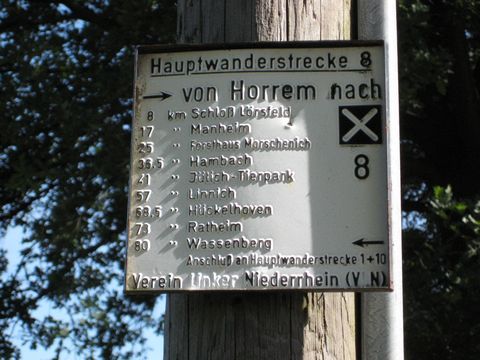 Hauptwanderstrecke 8
→ von Horrem nach
8 km Schloß Lörsfeld
17 " Manheim
25 " Forsthaus Morschenich
36,5 " Hambach
41 " Jülich-Tierpark
57 " Linnich
68,5 " Hückelhoven
73 " Ratheim
80 " Wassenberg ←
Anschluß an Hauptwanderstrecke 1+10
Verein Linker Niederrhein (VLN)
8